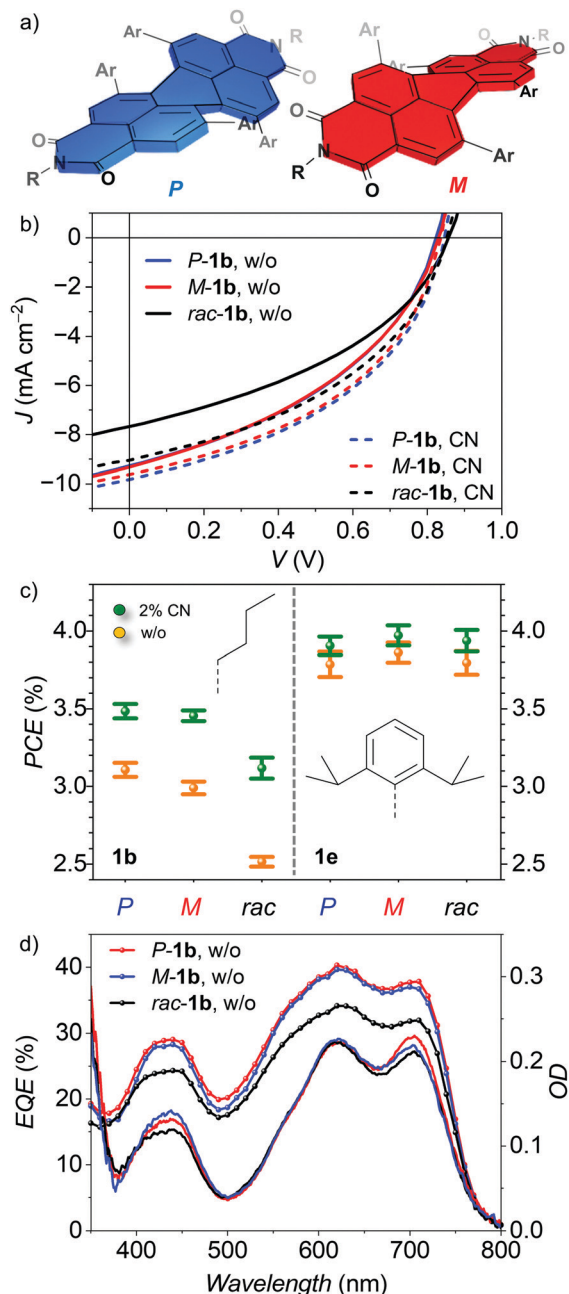 a)
O
N-R
Ar
O
Ar
Ar
O
Ar
N
R
O
P
Ar
O
N
R
Ar
O
Ar
O
N
R
Ar
O
M
b)
0
−2
−4
−6
−8
−10
J (mA cm⁻²)
P-1b, w/o
M-1b, w/o
rac-1b, w/o
P-1b, CN
M-1b, CN
rac-1b, CN
0.0 0.2 0.4 0.6 0.8 1.0
V (V)
c)
2% CN
w/o
4.0
3.5
3.0
2.5
PCE (%)
4.0
3.5
3.0
2.5
1b
1e
P M rac P M rac
d)
P-1b, w/o
M-1b, w/o
rac-1b, w/o
40
30
20
10
0
EQE (%)
0.3
0.2
0.1
0.0
OD
400 500 600 700 800
Wavelength (nm)